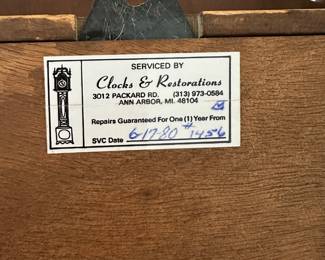 SERVICED BY
Clocks & Restorations
3012 PACKARD RD. (313) 973-0584
ANN ARBOR, MI. 48104
Repairs Guaranteed For One (1) Year From
SVC Date 6-17-80 #1456